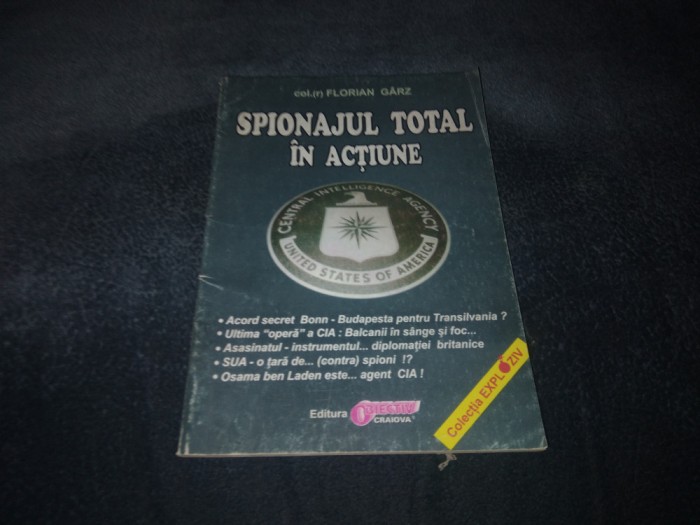 col.(r) FLORIAN GÂRZ
SPIONAJUL TOTAL
ÎN ACȚIUNE
CENTRAL INTELLIGENCE AGENCY
UNITED STATES OF AMERICA
• Acord secret Bonn - Budapesta pentru Transilvania ?
• Ultima "operă" a CIA : Balcanii în sânge și foc...
• Asasinatul - instrumentul... diplomației britanice
• SUA - o țară de... (contra) spioni !?
• Osama ben Laden este... agent CIA !
Colecția EXPLOZIV
Editura OBIECTIV
CRAIOVA